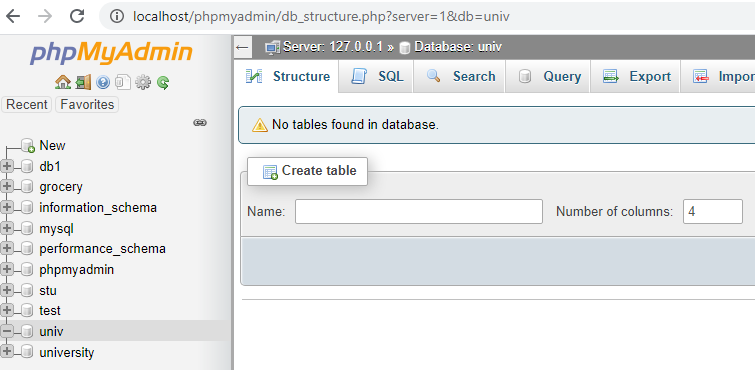 localhost/phpmyadmin/db_structure.php?server=1&db=univ
phpMyAdmin
Recent Favorites
New
db1
grocery
information_schema
mysql
performance_schema
phpmyadmin
stu
test
univ
university
Server: 127.0.0.1 » Database: univ
Structure SQL Search Query Export Impor
No tables found in database.
Create table
Name: Number of columns: 4